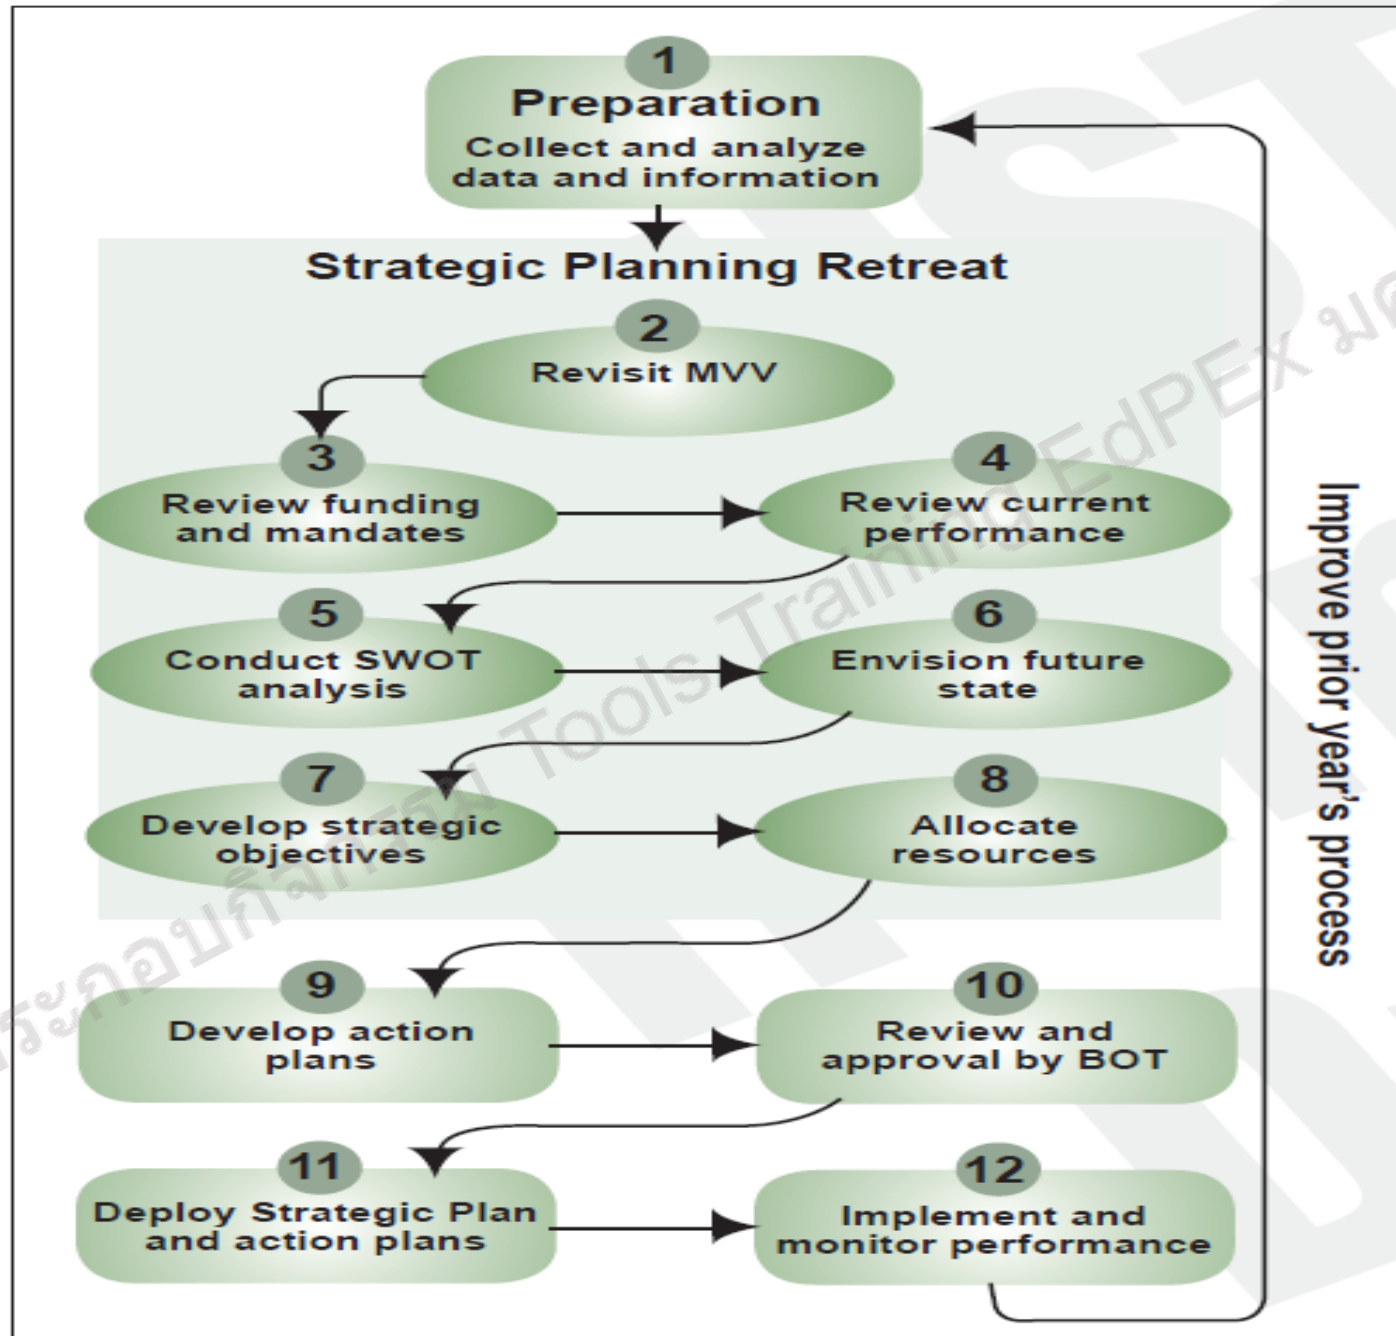 1
Preparation
Collect and analyze
data and information
Strategic Planning Retreat
2
Revisit MVV
3
Review funding
and mandates
4
Review current
performance
5
Conduct SWOT
analysis
6
Envision future
state
7
Develop strategic
objectives
8
Allocate
resources
9
Develop action
plans
10
Review and
approval by BOT
11
Deploy Strategic Plan
and action plans
12
Implement and
monitor performance
Improve prior year's process
Tools Training EdPEx